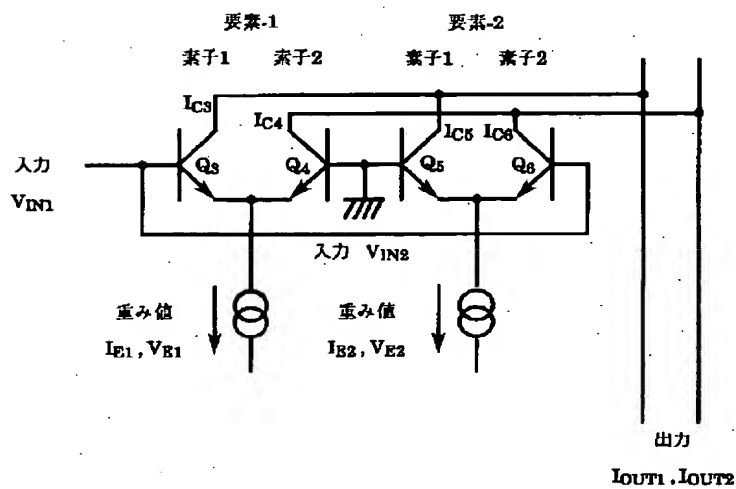 要素-1 要素-2
素子1 素子2 素子1 素子2
IC3
IC4 IC5 IC6
入力 Q3 Q4 Q5 Q6
VIN1
入力 VIN2
重み値 重み値
IE1,VE1 IE2,VE2
出力
IOUT1,IOUT2